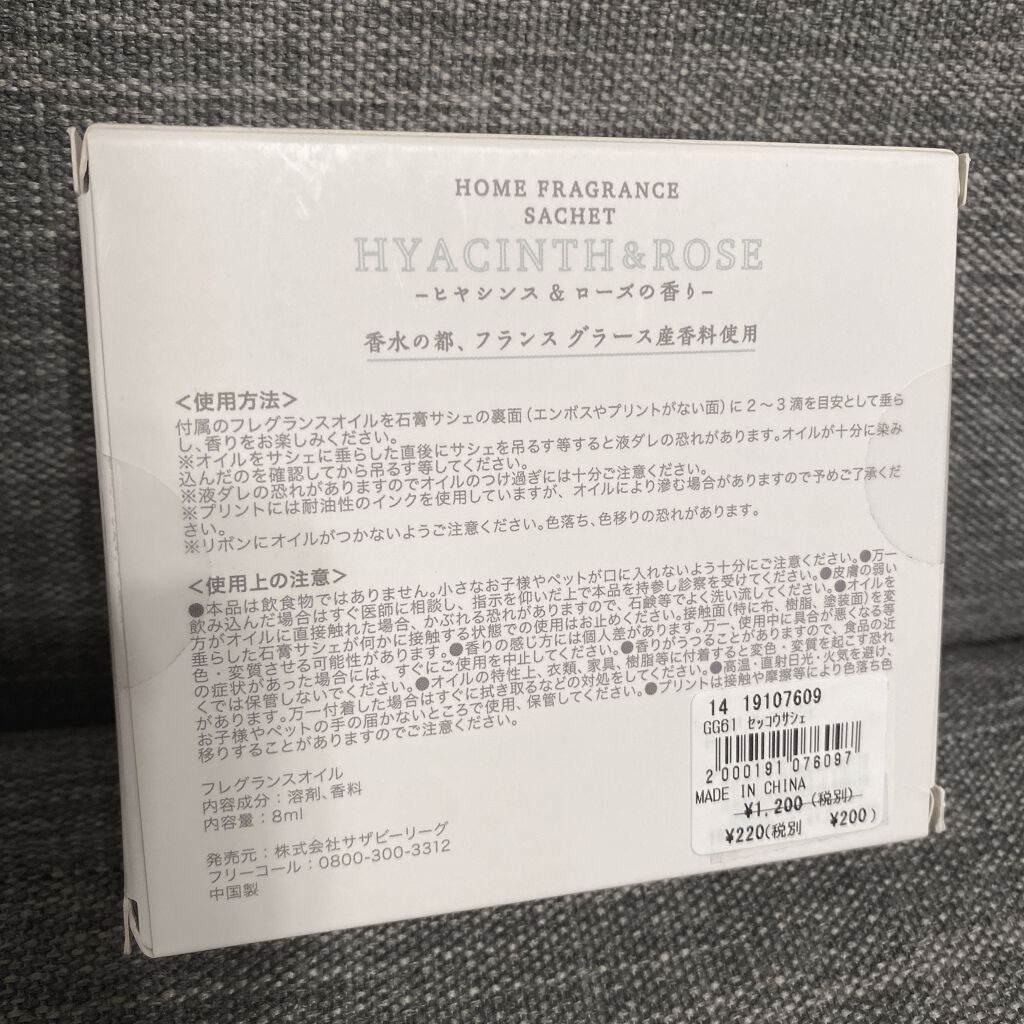 HOME FRAGRANCE
SACHET
HYACINTH&ROSE
–ヒヤシンス & ローズの香り–
香水の都、フランス グラース産香料使用
＜使用方法＞
付属のフレグランスオイルを石膏サシェの裏面(エンボスやプリントがない面)に２〜３滴を目安として垂ら
し、香りをお楽しみください。
※オイルをサシェに垂らした直後にサシェを吊るす等すると液ダレの恐れがあります。オイルが十分に染み
込んだのを確認してから吊るす等してください。
※液ダレの恐れがありますのでオイルのつけ過ぎには十分ご注意ください。
※プリントには耐油性のインクを使用していますが、オイルにより滲む場合がありますので予めご了承くだ
さい。
※リボンにオイルがつかないようご注意ください。色落ち、色移りの恐れがあります。
＜使用上の注意＞
●本品は飲食物ではありません。小さなお子様やペットが口に入れないよう十分にご注意ください。●万一
飲み込んだ場合はすぐ医師に相談し、指示を仰いだ上で本品を持参し診察を受けてください。●皮膚の弱い
方がオイルに直接触れた場合、かぶれる恐れがありますので、石鹸等でよく洗い流してください。●オイルを
垂らした石膏サシェが何かに接触する状態での使用はお止めください。接触面(特に布、樹脂、塗装面)を変
色・変質させる可能性があります。●香りの感じ方には個人差があります。万一、使用中に具合が悪くなる等
の症状があった場合には、すぐにご使用を中止してください。●香りがうつることがありますので、食品の近
くでは保管しないでください。●オイルの特性上、衣類、家具、樹脂等に付着すると変色・変質を起こす恐れ
があります。万一付着した場合はすぐに拭き取るなどの対処をしてください。●高温・直射日光・火気を避け、
お子様やペットの手の届かないところで使用、保管してください。●プリントは接触や摩擦等により色落ち色
移りすることがありますのでご注意ください。
フレグランスオイル
内容成分：溶剤、香料
内容量：8ml
発売元：株式会社サザビーリーグ
フリーコール：0800-300-3312
中国製
14 19107609
GG61 ｾｯｺｳｻｼｪ
2 000191 076097
MADE IN CHINA
¥1,200 (税別)
¥220(税別 ¥200)